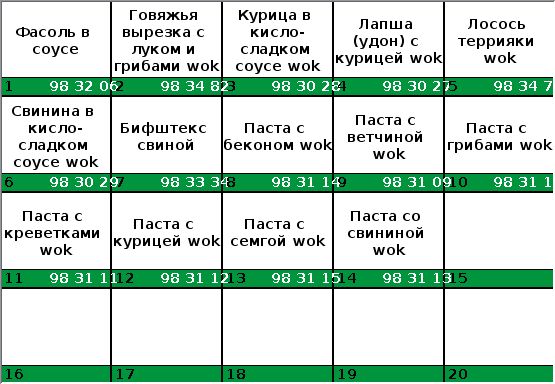 Фасоль в
соусе
1 98 32 06
Говяжья
вырезка с
луком и
грибами wok
2 98 34 82
Курица в
кисло-
сладком
соусе wok
3 98 30 28
Лапша
(удон) с
курицей wok
4 98 30 27
Лосось
террияки
wok
5 98 34 7
Свинина в
кисло-
сладком
соусе wok
6 98 30 29
Бифштекс
свиной
7 98 33 34
Паста с
беконом wok
8 98 31 14
Паста с
ветчиной
wok
9 98 31 09
Паста с
грибами wok
10 98 31 1
Паста с
креветками
wok
11 98 31 11
Паста с
курицей wok
12 98 31 12
Паста с
семгой wok
13 98 31 15
Паста со
свининой
wok
14 98 31 13
15
16
17
18
19
20